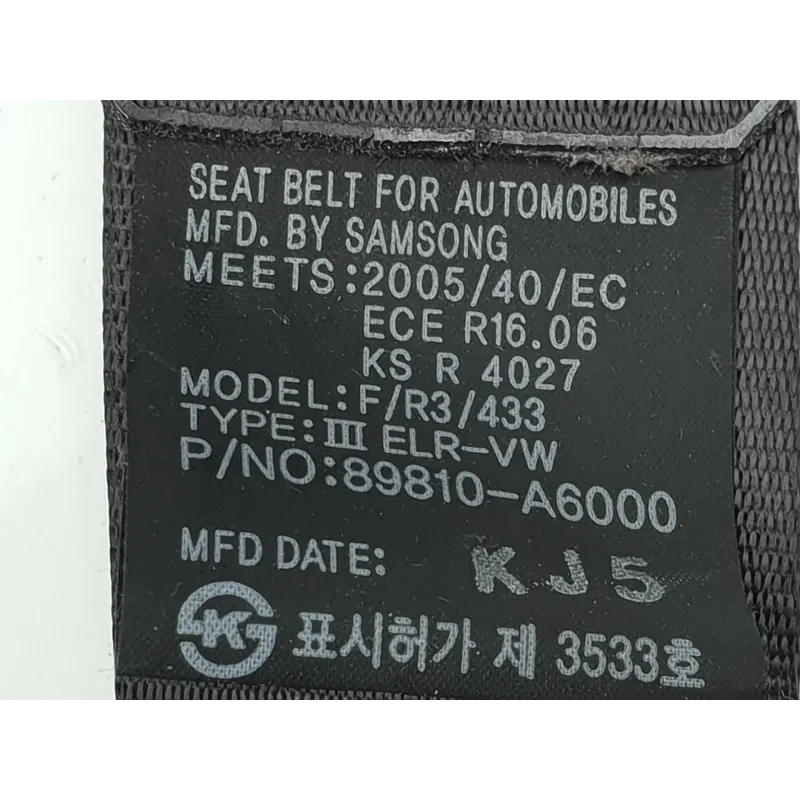 SEAT BELT FOR AUTOMOBILES
MFD. BY SAMSONG
MEETS:2005/40/EC
ECE R16.06
KS R 4027
MODEL:F/R3/433
TYPE:Ⅲ ELR-VW
P/NO:89810-A6000
MFD DATE: KJ5
표시허가 제 3533호